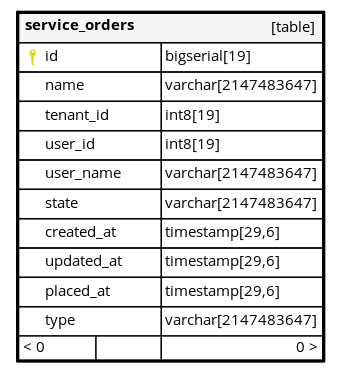 service_orders [table]
id bigserial[19]
name varchar[2147483647]
tenant_id int8[19]
user_id int8[19]
user_name varchar[2147483647]
state varchar[2147483647]
created_at timestamp[29,6]
updated_at timestamp[29,6]
placed_at timestamp[29,6]
type varchar[2147483647]
< 0 0 >